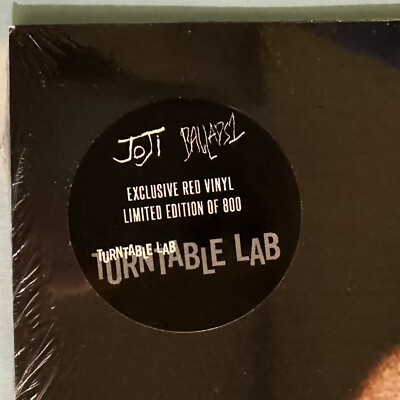 JOJI BALLADS1
EXCLUSIVE RED VINYL
LIMITED EDITION OF 800
TURNTABLE LAB
TURNTABLE LAB